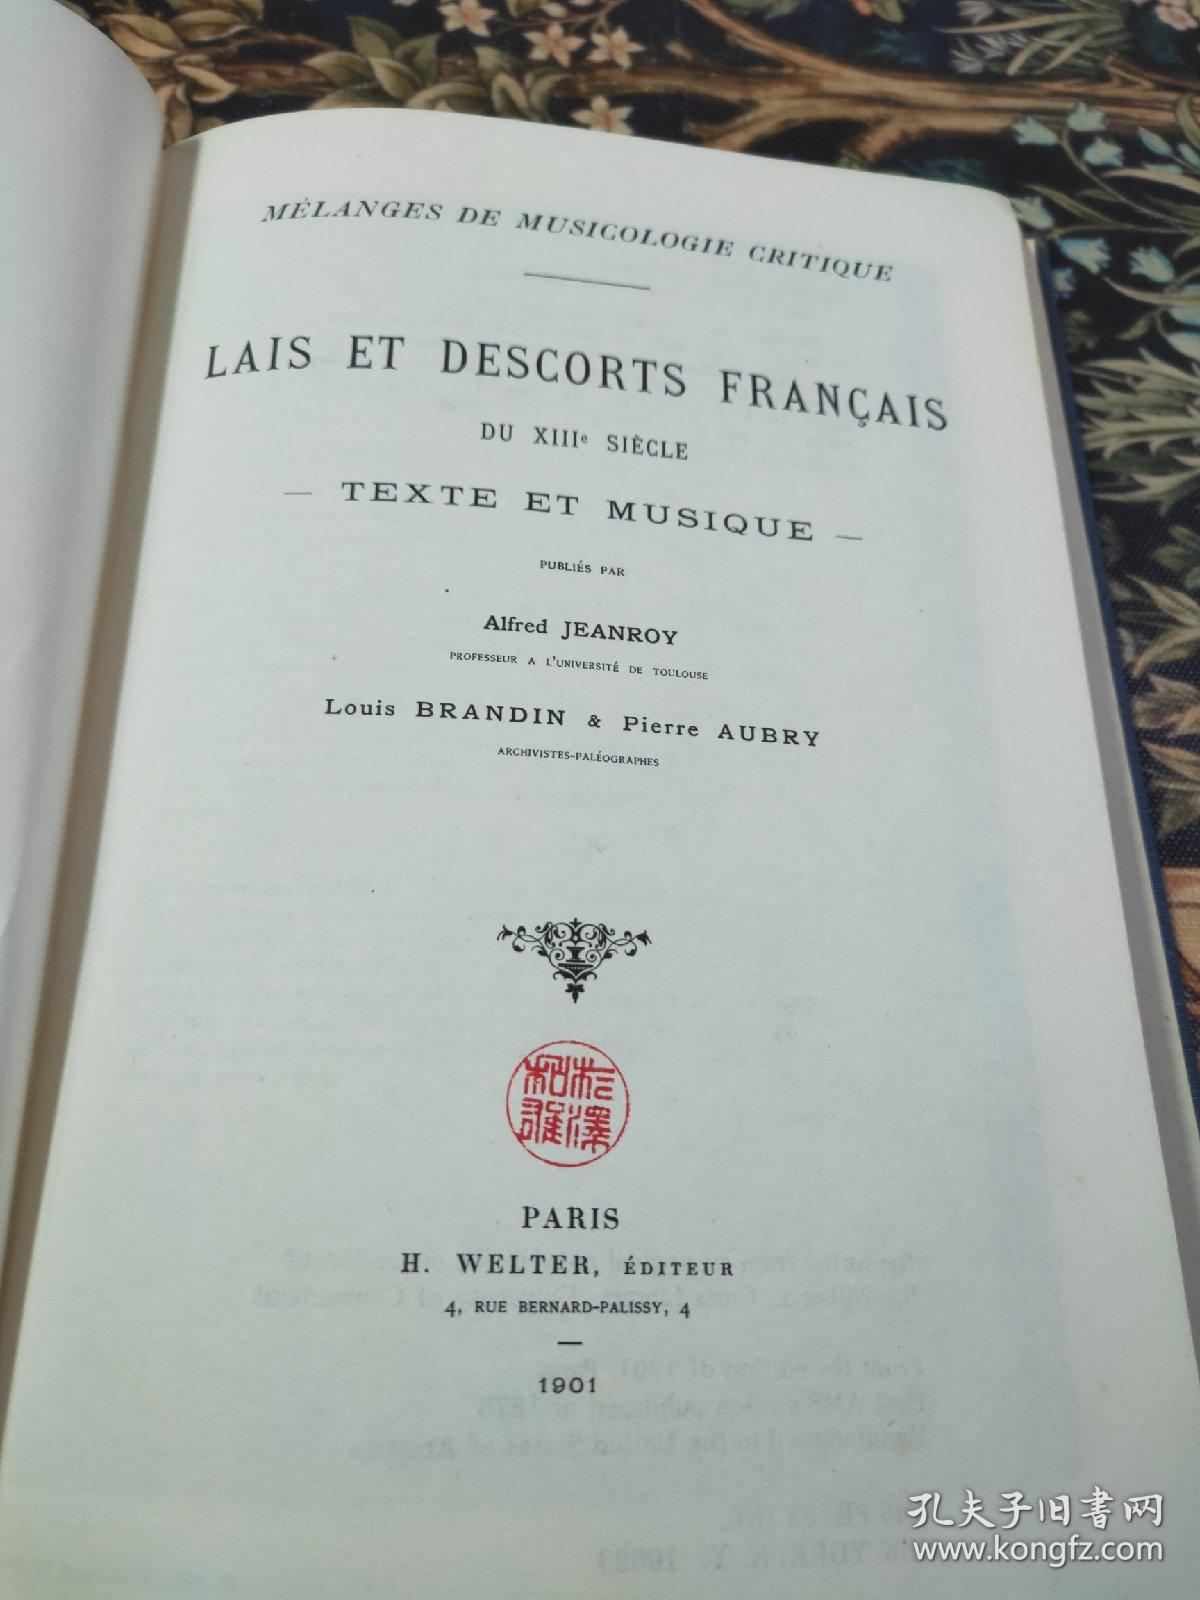 MÉLANGES DE MUSICOLOGIE CRITIQUE
LAIS ET DESCORTS FRANÇAIS
DU XIIIe SIÈCLE
— TEXTE ET MUSIQUE —
PUBLIÉS PAR
Alfred JEANROY
PROFESSEUR A L'UNIVERSITÉ DE TOULOUSE
Louis BRANDIN & Pierre AUBRY
ARCHIVISTES-PALÉOGRAPHES
PARIS
H. WELTER, ÉDITEUR
4, RUE BERNARD-PALISSY, 4
1901
孔夫子旧书网
www.kongfz.com